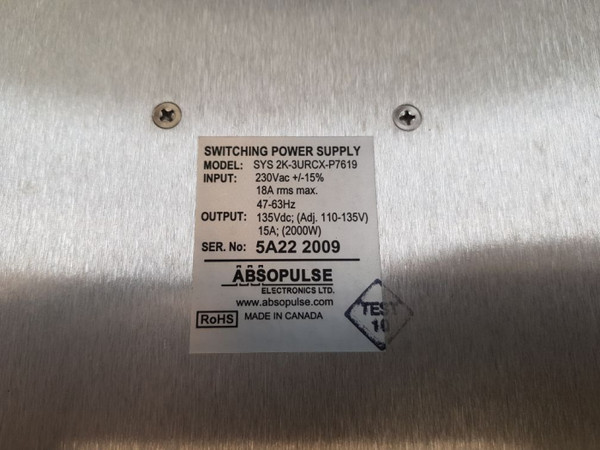 SWITCHING POWER SUPPLY
MODEL: SYS 2K-3URCX-P7619
INPUT: 230Vac +/-15%
18A rms max.
47-63Hz
OUTPUT: 135Vdc; (Adj. 110-135V)
15A; (2000W)
SER. No: 5A22 2009
ABSOPULSE
ELECTRONICS LTD.
www.absopulse.com
RoHS MADE IN CANADA
TEST
10